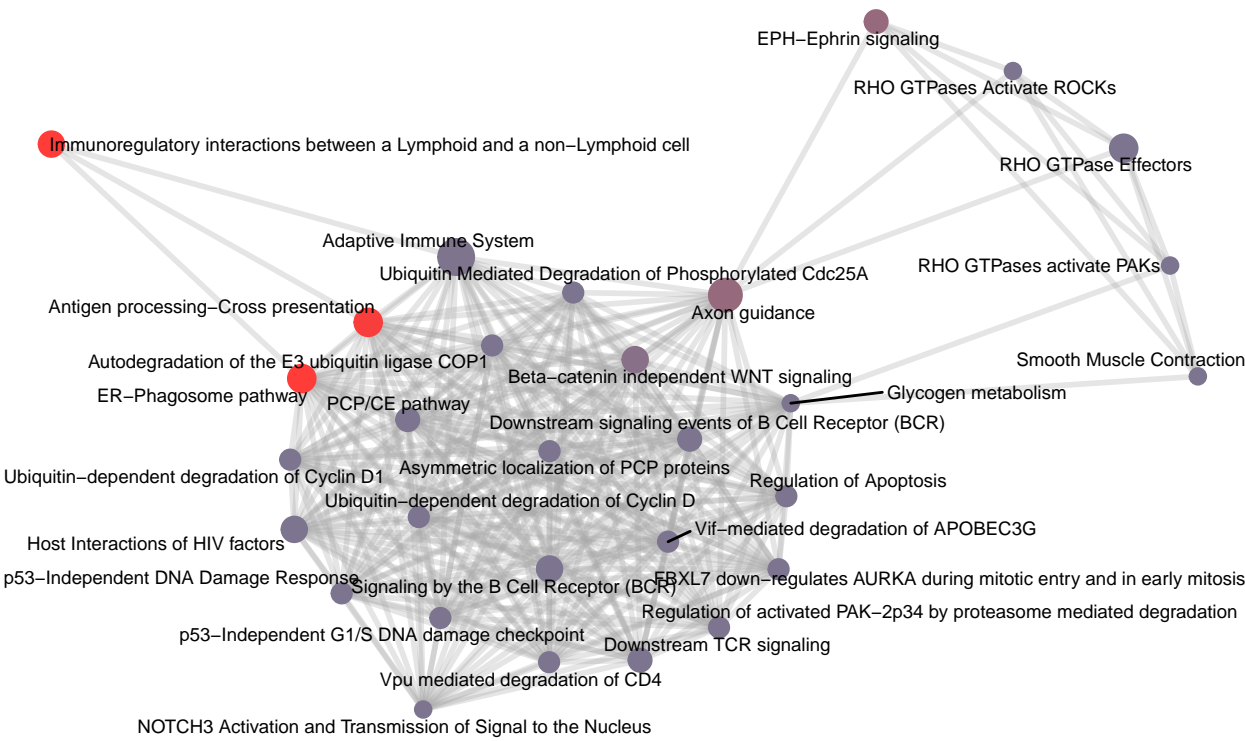 EPH−Ephrin signaling
RHO GTPases Activate ROCKs
Immunoregulatory interactions between a Lymphoid and a non−Lymphoid cell
RHO GTPase Effectors
Adaptive Immune System
RHO GTPases activate PAKs
Ubiquitin Mediated Degradation of Phosphorylated Cdc25A
Antigen processing−Cross presentation
Axon guidance
Autodegradation of the E3 ubiquitin ligase COP1
Smooth Muscle Contraction
Beta−catenin independent WNT signaling
ER−Phagosome pathway
Glycogen metabolism
PCP/CE pathway
Downstream signaling events of B Cell Receptor (BCR)
Asymmetric localization of PCP proteins
Ubiquitin−dependent degradation of Cyclin D1
Regulation of Apoptosis
Ubiquitin−dependent degradation of Cyclin D
Vif−mediated degradation of APOBEC3G
Host Interactions of HIV factors
p53−Independent DNA Damage Response
FBXL7 down−regulates AURKA during mitotic entry and in early mitosis
Signaling by the B Cell Receptor (BCR)
Regulation of activated PAK−2p34 by proteasome mediated degradation
p53−Independent G1/S DNA damage checkpoint
Downstream TCR signaling
Vpu mediated degradation of CD4
NOTCH3 Activation and Transmission of Signal to the Nucleus